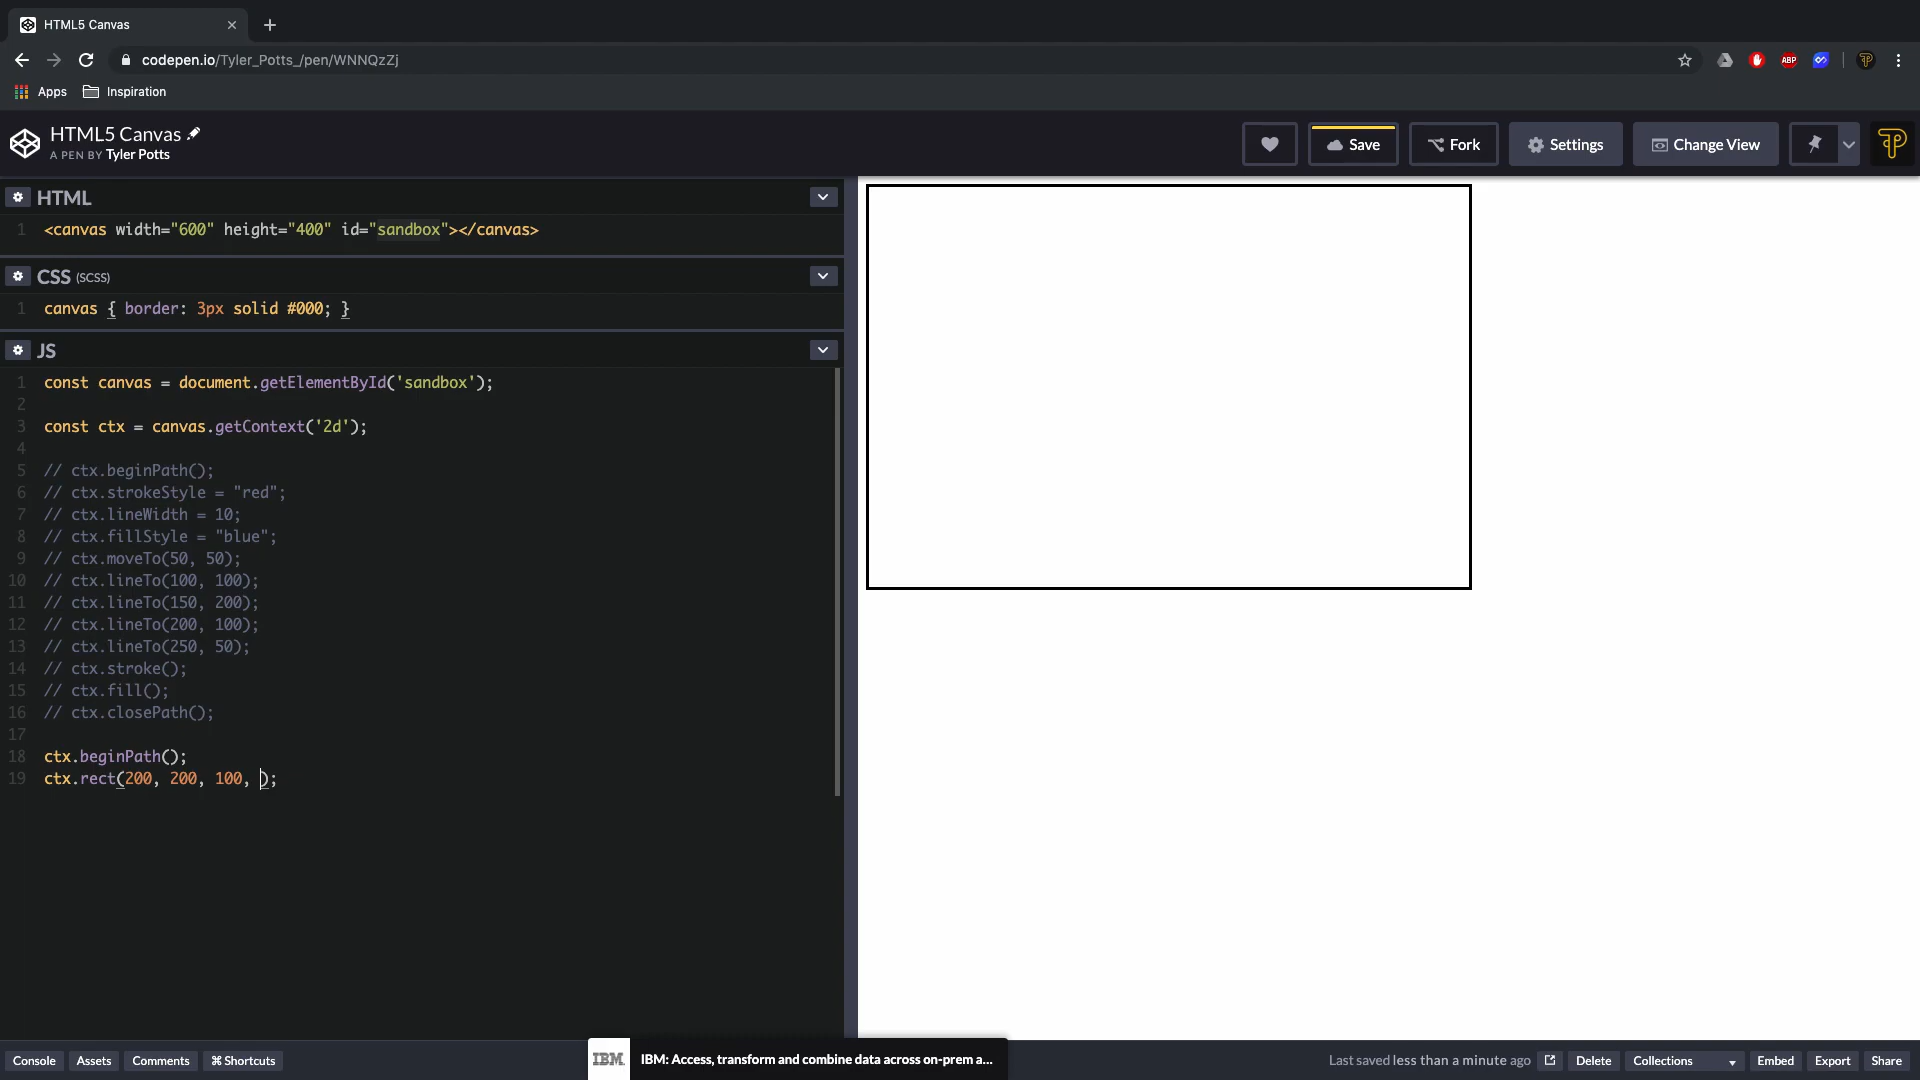 HTML5 Canvas
codepen.io/Tyler_Potts_/pen/WNNQzZj
ABP
Apps
Inspiration
HTML5 Canvas
A PEN BY Tyler Potts
Save
Fork
Settings
Change View
HTML
1 <canvas width="600" height="400" id="sandbox"></canvas>
CSS (SCSS)
1 canvas { border: 3px solid #000; }
JS
1 const canvas = document.getElementById('sandbox');
2
3 const ctx = canvas.getContext('2d');
4
5 // ctx.beginPath();
6 // ctx.strokeStyle = "red";
7 // ctx.lineWidth = 10;
8 // ctx.fillStyle = "blue";
9 // ctx.moveTo(50, 50);
10 // ctx.lineTo(100, 100);
11 // ctx.lineTo(150, 200);
12 // ctx.lineTo(200, 100);
13 // ctx.lineTo(250, 50);
14 // ctx.stroke();
15 // ctx.fill();
16 // ctx.closePath();
17
18 ctx.beginPath();
19 ctx.rect(200, 200, 100, );
Console
Assets
Comments
⌘ Shortcuts
IBM
IBM: Access, transform and combine data across on-prem a...
Last saved less than a minute ago
Delete
Collections
Embed
Export
Share